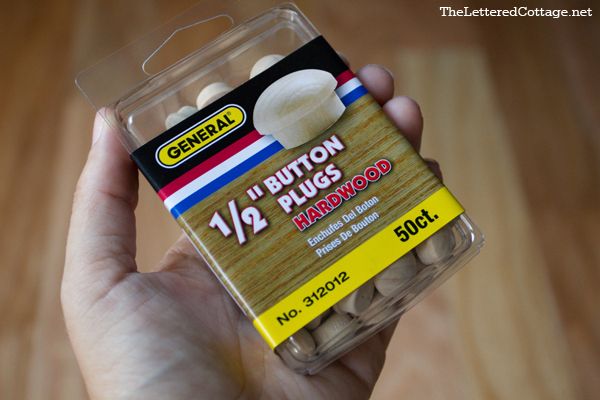 TheLetteredCottage.net
GENERAL®
1/2" BUTTON
PLUGS
HARDWOOD
Enchufes Del Boton
Prises De Bouton
50ct.
No. 312012